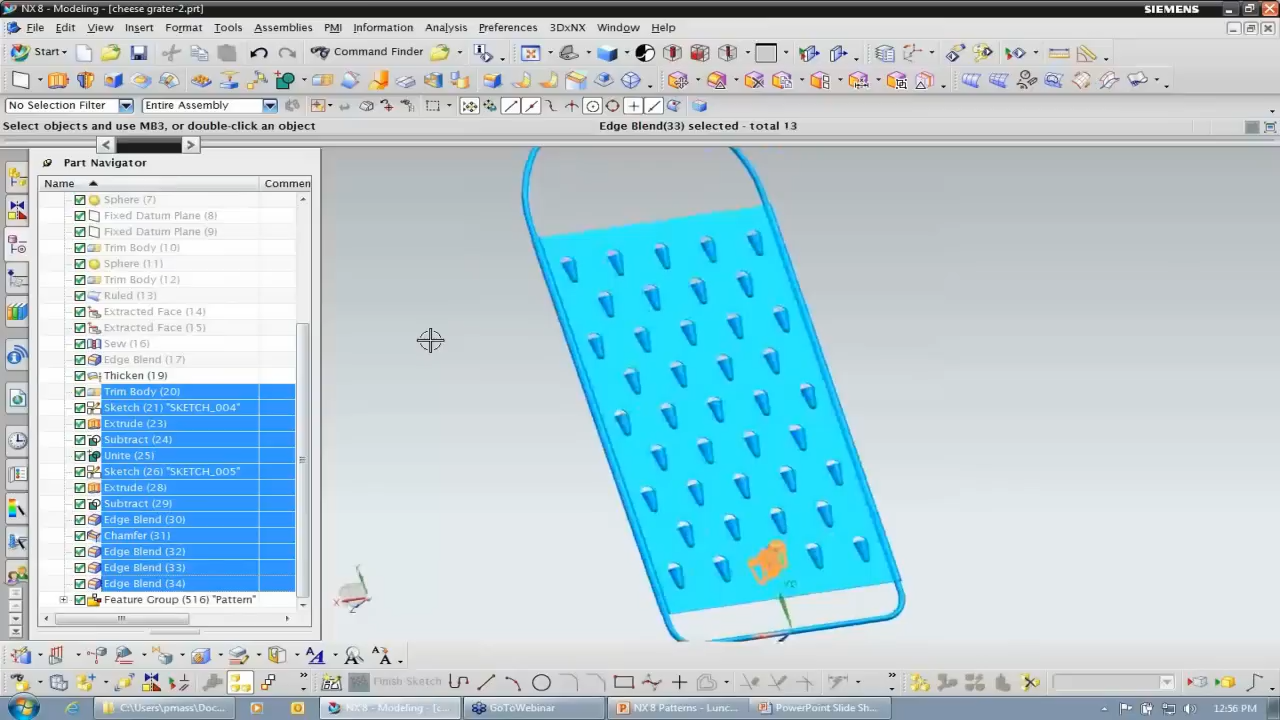 NX 8 - Modeling - [cheese grater-2.prt]
SIEMENS
File Edit View Insert Format Tools Assemblies PMI Information Analysis Preferences 3DxNX Window Help
Start Command Finder
No Selection Filter Entire Assembly
Select objects and use MB3, or double-click an object Edge Blend(33) selected - total 13
Part Navigator
Name Commen
Sphere (7)
Fixed Datum Plane (8)
Fixed Datum Plane (9)
Trim Body (10)
Sphere (11)
Trim Body (12)
Ruled (13)
Extracted Face (14)
Extracted Face (15)
Sew (16)
Edge Blend (17)
Thicken (19)
Trim Body (20)
Sketch (21) "SKETCH_004"
Extrude (23)
Subtract (24)
Unite (25)
Sketch (26) "SKETCH_005"
Extrude (28)
Subtract (29)
Edge Blend (30)
Chamfer (31)
Edge Blend (32)
Edge Blend (33)
Edge Blend (34)
Feature Group (516) "Pattern"
Finish Sketch
C:\Users\pmass\Doc...
NX 8 - Modeling - [c...
GoToWebinar
NX 8 Patterns - Lunc...
PowerPoint Slide Sh...
12:56 PM